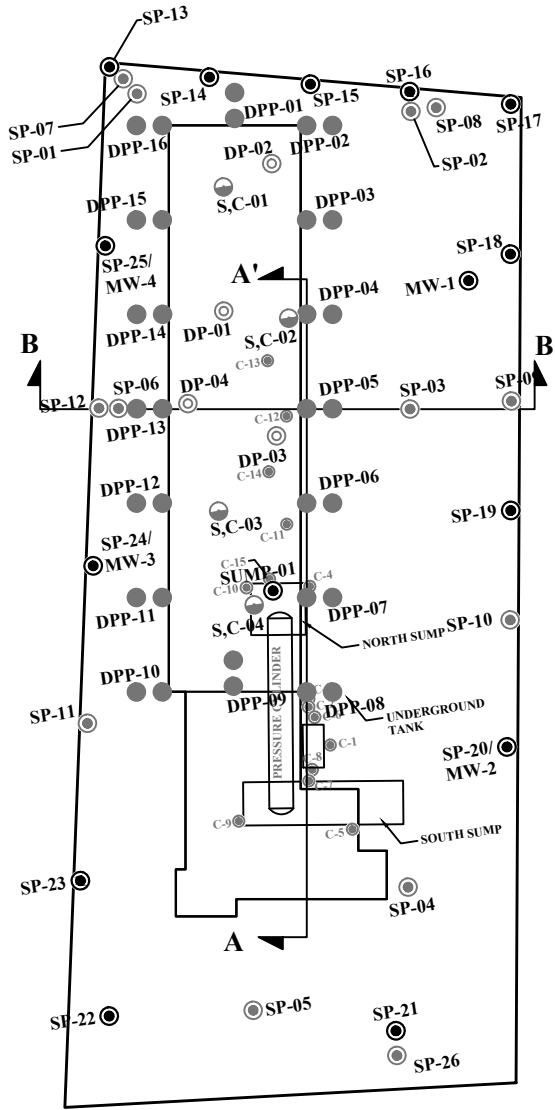 SP-13
SP-16
SP-14
DPP-01
SP-15
SP-17
SP-07
SP-08
SP-01
DPP-16
DP-02
DPP-02
SP-02
S,C-01
DPP-15
DPP-03
SP-18
SP-25/
MW-4
A'
MW-1
DPP-04
DP-01
DPP-14
S,C-02
B
B
C-13
SP-12
SP-06
DP-04
DPP-05
SP-03
SP-09
DPP-13
C-12
DP-03
C-14
DPP-12
DPP-06
S,C-03
C-11
SP-19
SP-24/
MW-3
C-15
SUMP-01
C-10
C-4
DPP-11
DPP-07
S,C-04
SP-10
NORTH SUMP
DPP-10
DPP-09
DPP-08
PRESSURE CYLINDER
UNDERGROUND
TANK
SP-11
C-1
SP-20/
MW-2
C-8
C-7
C-9
C-5
SOUTH SUMP
SP-23
SP-04
A
SP-22
SP-05
SP-21
SP-26